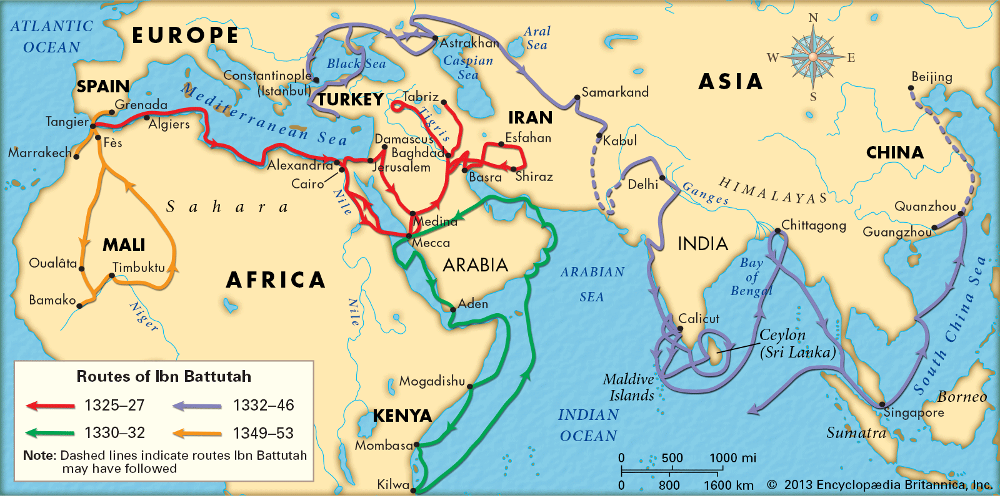 ATLANTIC
OCEAN
EUROPE
Aral
Sea
N
W
E
S
ASIA
Astrakhan
Caspian
Sea
Black Sea
Constantinople
(Istanbul)
Beijing
SPAIN
Grenada
Mediterranean Sea
TURKEY
Tabriz
Samarkand
Tangier
Algiers
Tigris
IRAN
Esfahan
Kabul
Fès
Marrakech
Damascus
Baghdad
CHINA
Alexandria
Jerusalem
Cairo
Basra
Shiraz
Delhi
Ganges
HIMALAYAS
Nile
Sahara
Quanzhou
Medina
Guangzhou
Chittagong
Mecca
MALI
INDIA
Oualâta
Timbuktu
ARABIA
Bay
of
Bengal
AFRICA
ARABIAN
SEA
Bamako
Niger
Nile
Aden
Calicut
Ceylon
(Sri Lanka)
South China Sea
Maldive
Islands
Mogadishu
Borneo
KENYA
INDIAN
OCEAN
Singapore
Sumatra
Mombasa
Kilwa
Routes of Ibn Battutah
1325–27
1332–46
1330–32
1349–53
Note: Dashed lines indicate routes Ibn Battutah
may have followed
0 500 1000 mi
0 800 1600 km
© 2013 Encyclopædia Britannica, Inc.